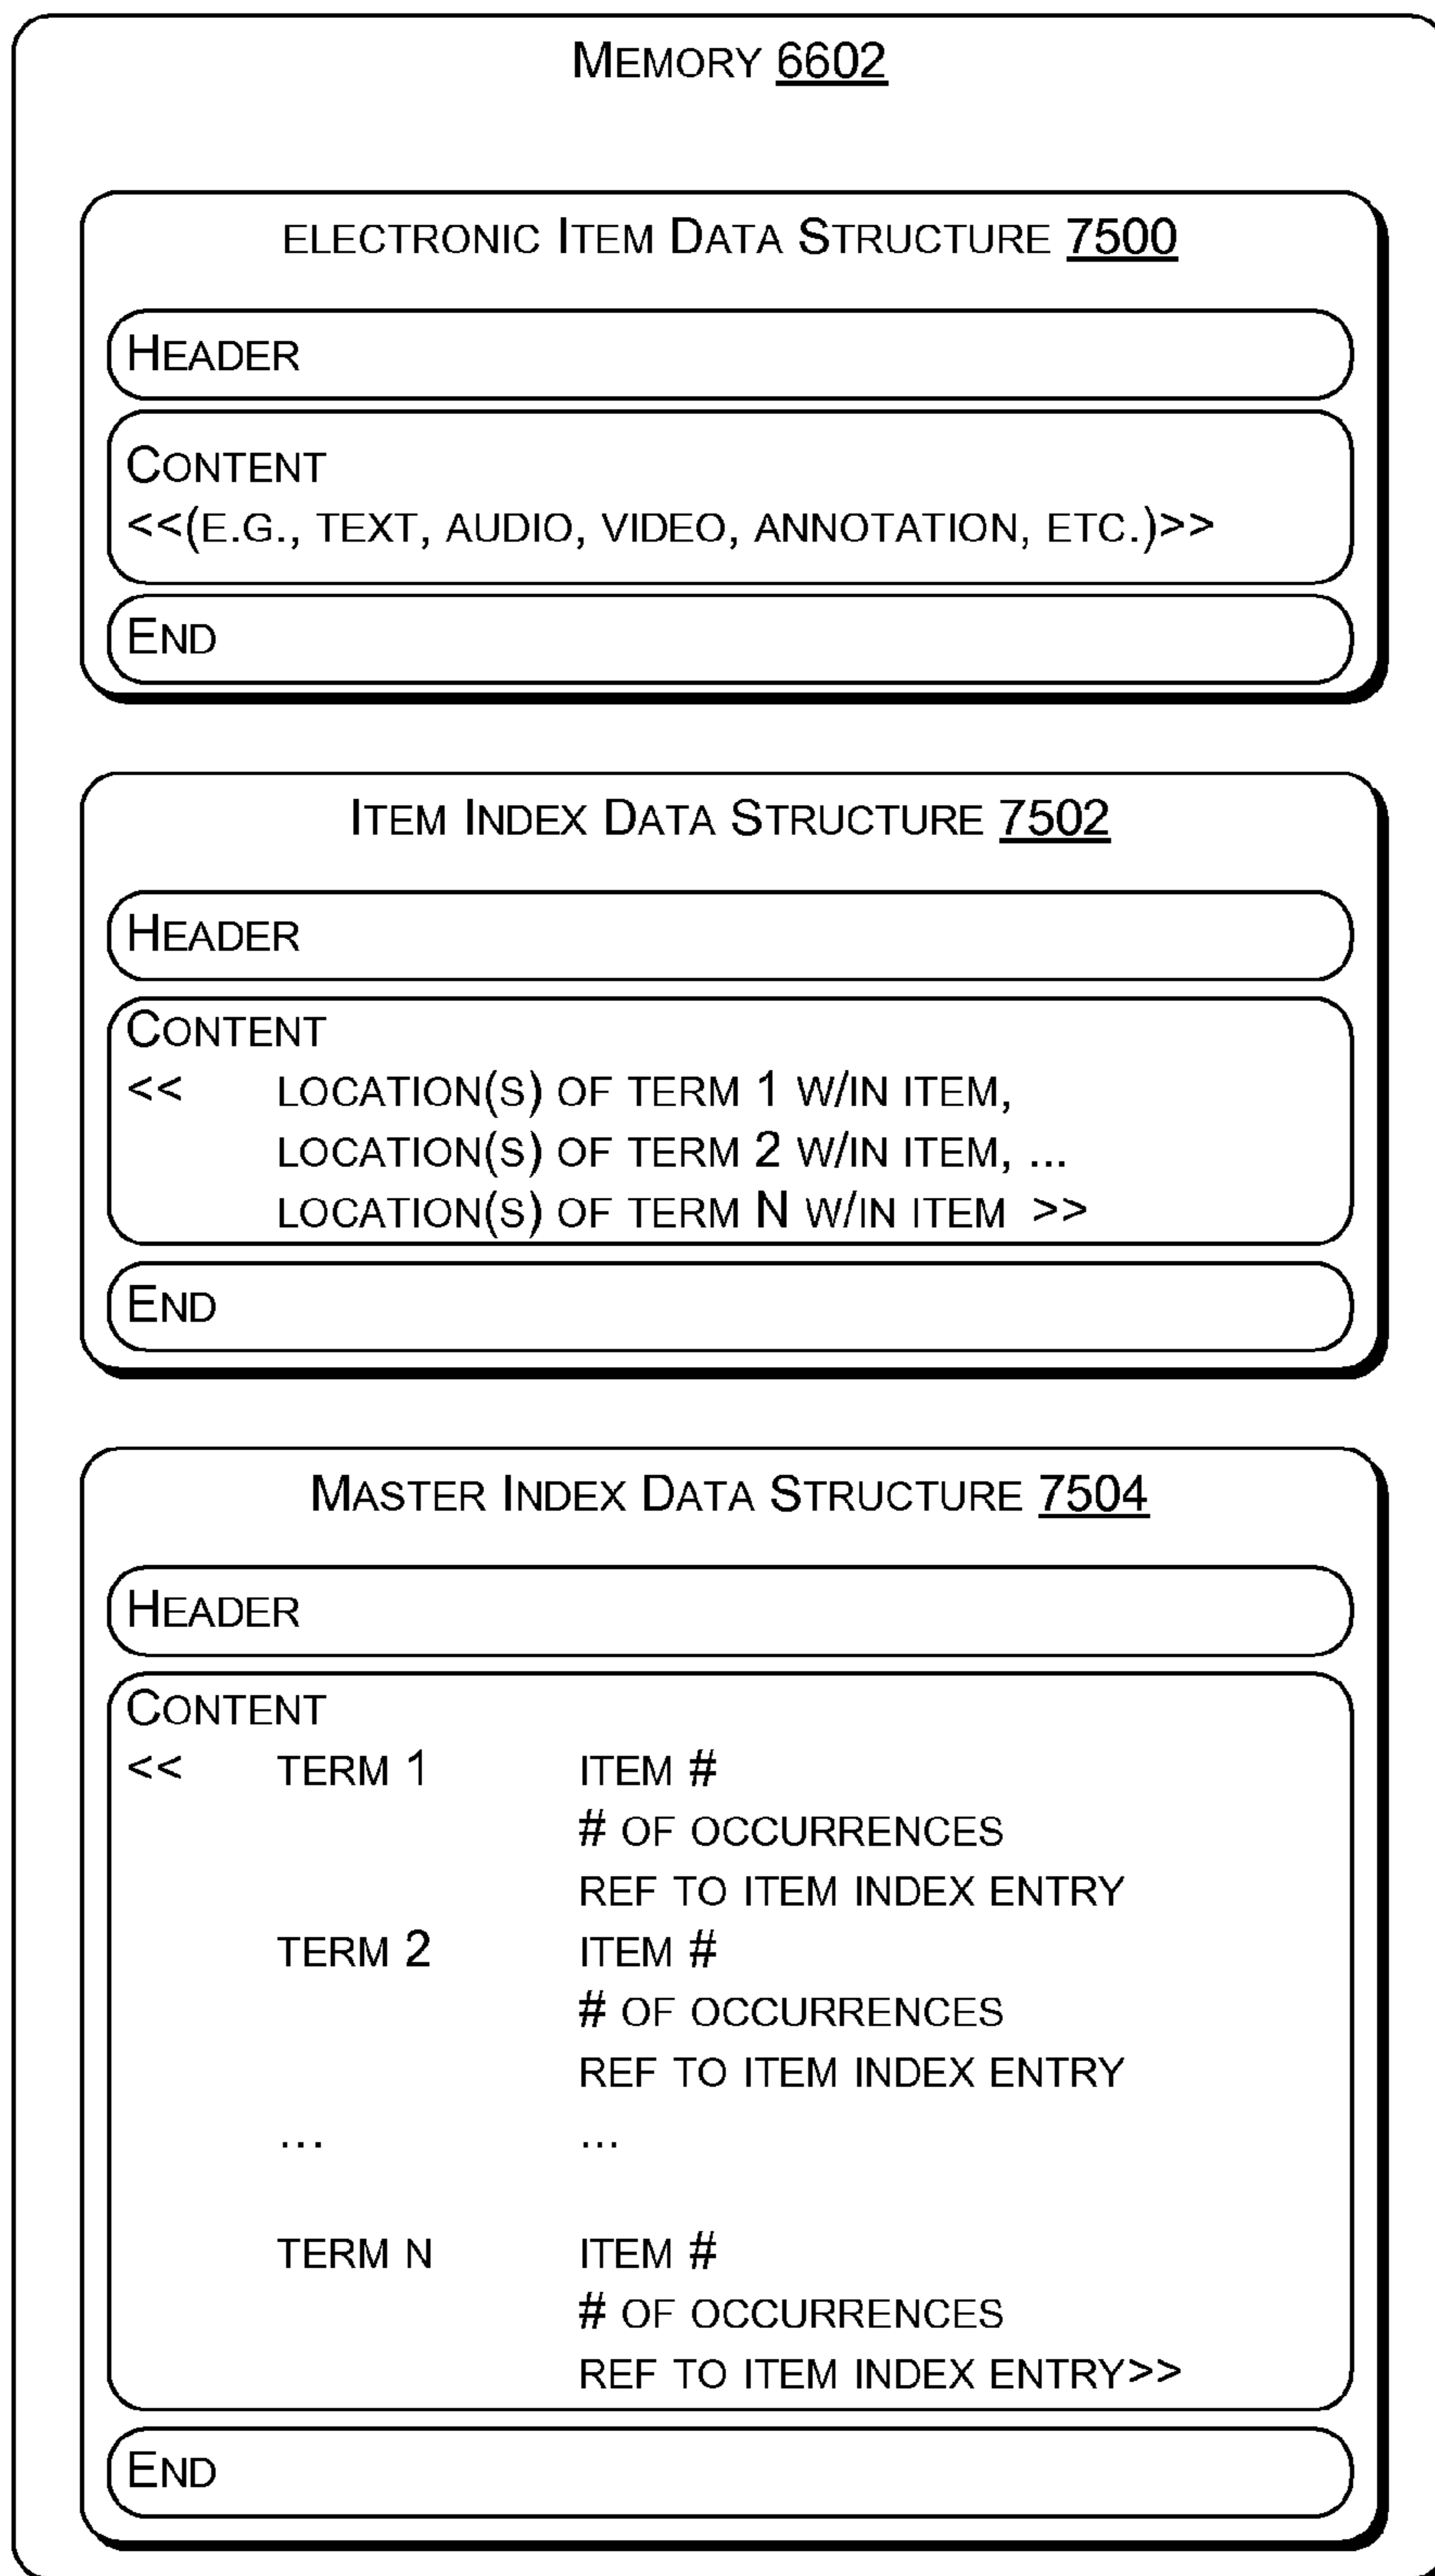 MEMORY 6602
ELECTRONIC ITEM DATA STRUCTURE 7500
HEADER
CONTENT
<<(E.G., TEXT, AUDIO, VIDEO, ANNOTATION, ETC.)>>
END
ITEM INDEX DATA STRUCTURE 7502
HEADER
CONTENT
<< LOCATION(S) OF TERM 1 W/IN ITEM,
LOCATION(S) OF TERM 2 W/IN ITEM, ...
LOCATION(S) OF TERM N W/IN ITEM >>
END
MASTER INDEX DATA STRUCTURE 7504
HEADER
CONTENT
<< TERM 1 ITEM #
# OF OCCURRENCES
REF TO ITEM INDEX ENTRY
TERM 2 ITEM #
# OF OCCURRENCES
REF TO ITEM INDEX ENTRY
... ...
TERM N ITEM #
# OF OCCURRENCES
REF TO ITEM INDEX ENTRY>>
END